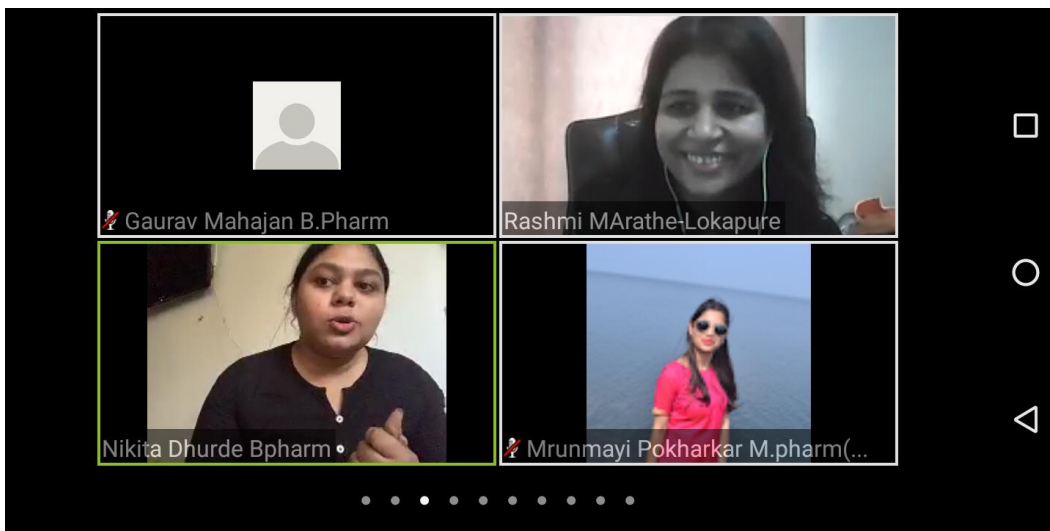 Gaurav Mahajan B.Pharm
Rashmi MArathe-Lokapure
Nikita Dhurde Bpharm
Mrunmayi Pokharkar M.pharm(...